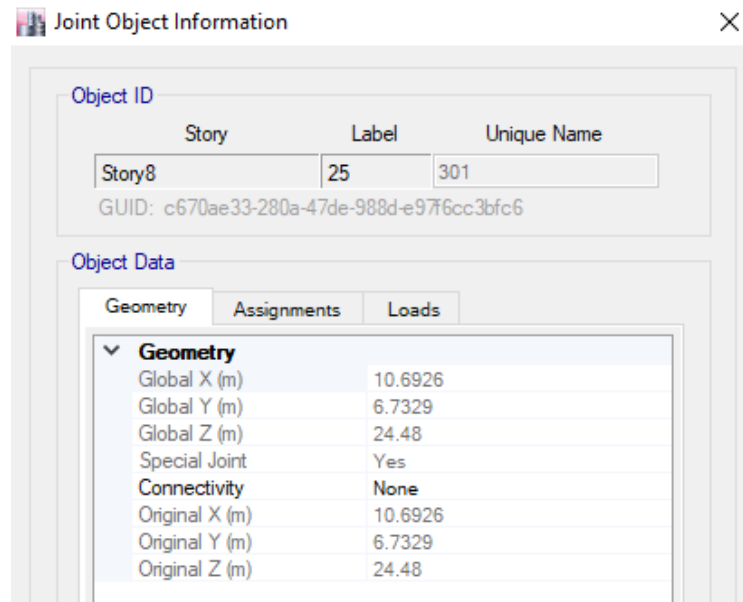 Joint Object Information
Object ID
Story Label Unique Name
Story8 25 301
GUID: c670ae33-280a-47de-988d-e97f6cc3bfc6
Object Data
Geometry Assignments Loads
Geometry
Global X (m) 10.6926
Global Y (m) 6.7329
Global Z (m) 24.48
Special Joint Yes
Connectivity None
Original X (m) 10.6926
Original Y (m) 6.7329
Original Z (m) 24.48